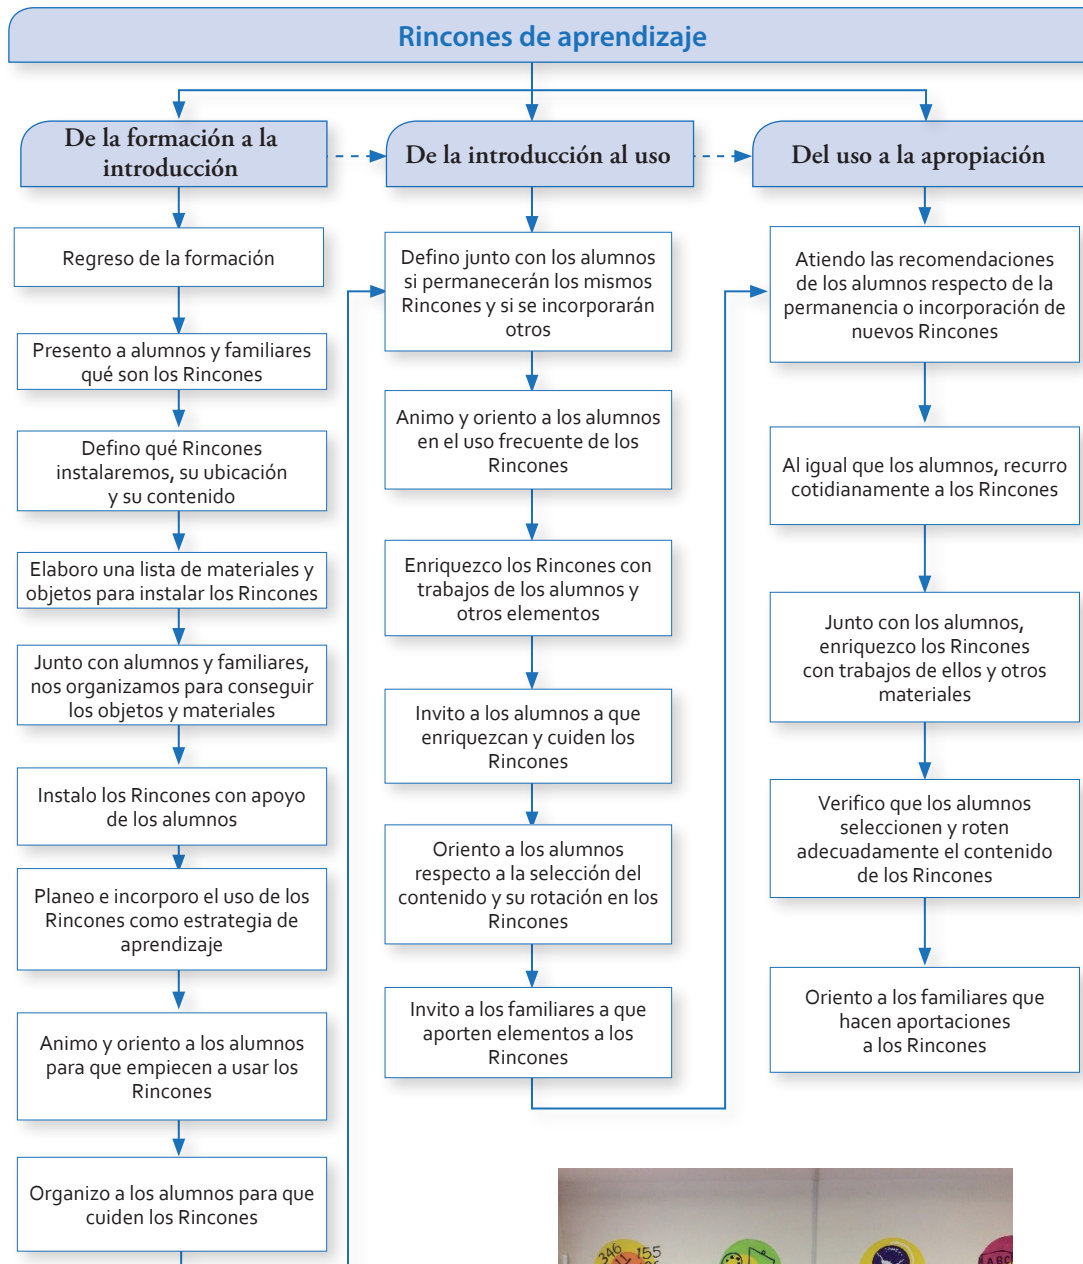 Rincones de aprendizaje
De la formación a la
introducción
Regreso de la formación
Presento a alumnos y familiares
qué son los Rincones
Defino qué Rincones
instalaremos, su ubicación
y su contenido
Elaboro una lista de materiales y
objetos para instalar los Rincones
Junto con alumnos y familiares,
nos organizamos para conseguir
los objetos y materiales
Instalo los Rincones con apoyo
de los alumnos
Planeo e incorporo el uso de los
Rincones como estrategia de
aprendizaje
Animo y oriento a los alumnos
para que empiecen a usar los
Rincones
Organizo a los alumnos para que
cuiden los Rincones
De la introducción al uso
Defino junto con los alumnos
si permanecerán los mismos
Rincones y si se incorporarán
otros
Animo y oriento a los alumnos
en el uso frecuente de los
Rincones
Enriquezco los Rincones con
trabajos de los alumnos y
otros elementos
Invito a los alumnos a que
enriquezcan y cuiden los
Rincones
Oriento a los alumnos
respecto a la selección del
contenido y su rotación en los
Rincones
Invito a los familiares a que
aporten elementos a los
Rincones
Del uso a la apropiación
Atiendo las recomendaciones
de los alumnos respecto de la
permanencia o incorporación de
nuevos Rincones
Al igual que los alumnos, recurro
cotidianamente a los Rincones
Junto con los alumnos,
enriquezco los Rincones
con trabajos de ellos y otros
materiales
Verifico que los alumnos
seleccionen y roten
adecuadamente el contenido
de los Rincones
Oriento a los familiares que
hacen aportaciones
a los Rincones
346 155
ABC